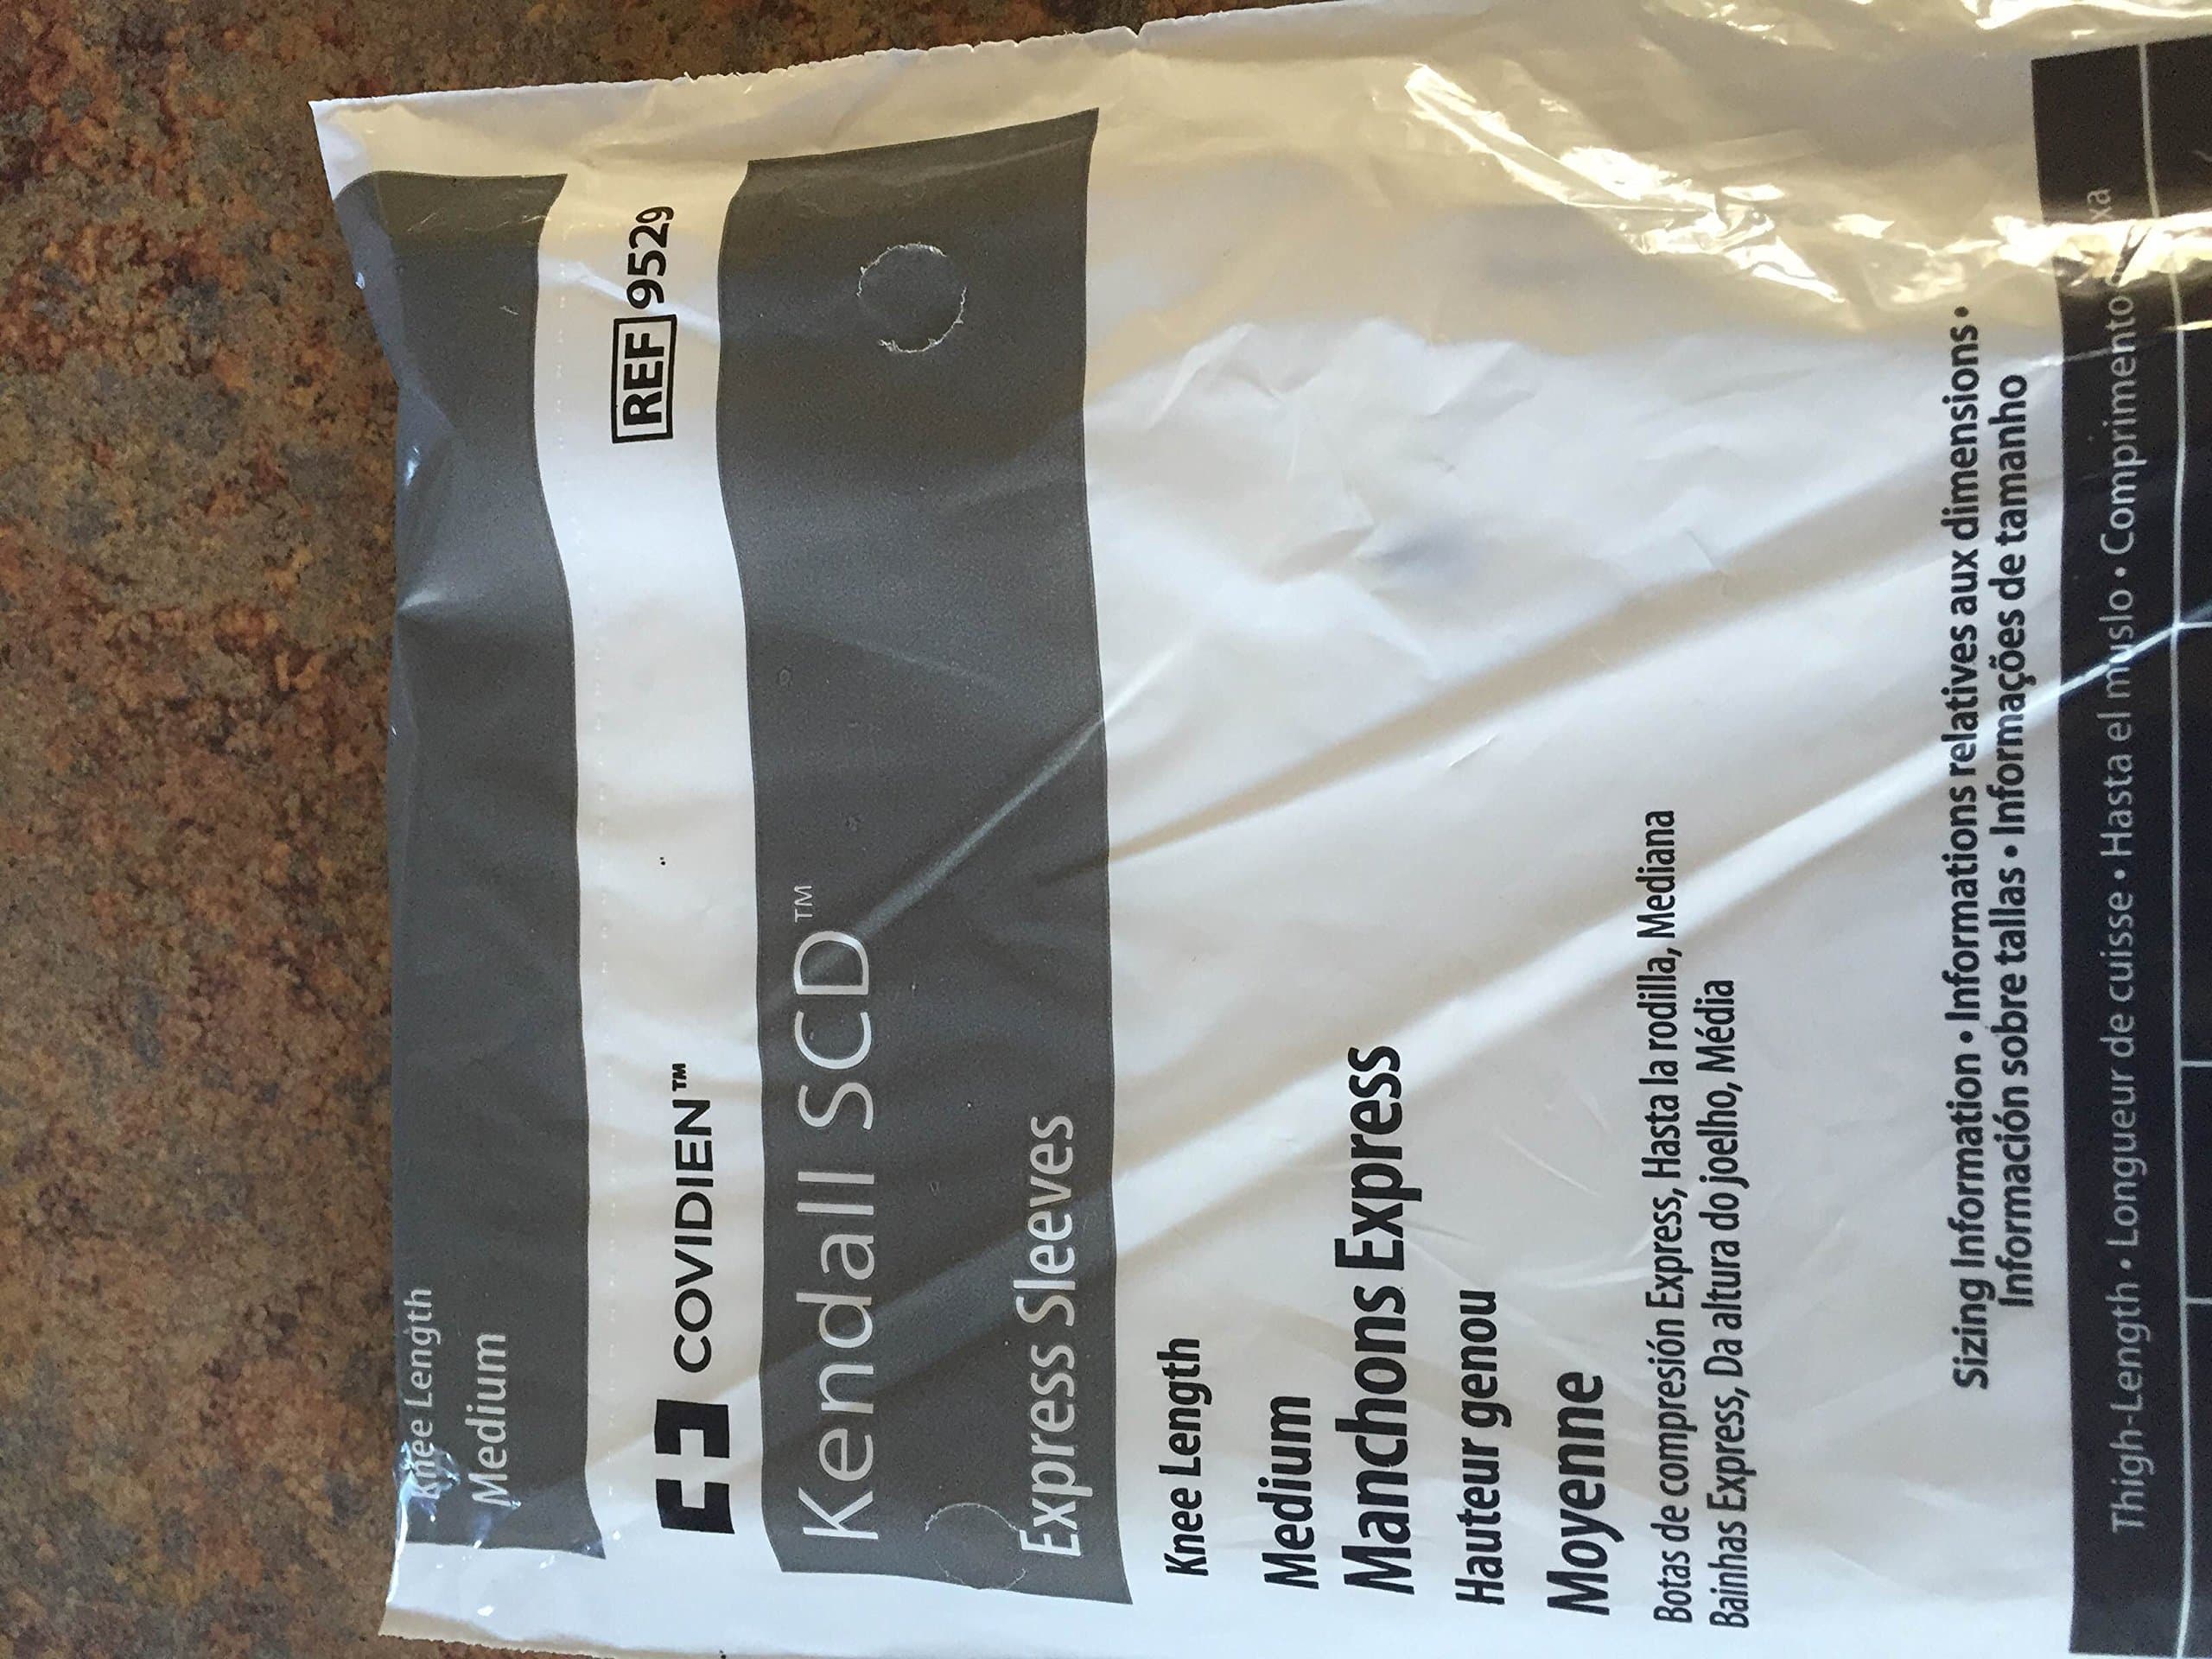 Knee Length
Medium
COVIDIEN™
REF 9529
Kendall SCD™
Express Sleeves
Knee Length
Medium
Manchons Express
Hauteur genou
Moyenne
Botas de compresión Express, Hasta la rodilla, Mediana
Bainhas Express, Da altura do joelho, Média
Sizing Information • Informations relatives aux dimensions •
Información sobre tallas • Informações de tamanho
Thigh-Length • Longueur de cuisse • Hasta el muslo • Comprimento